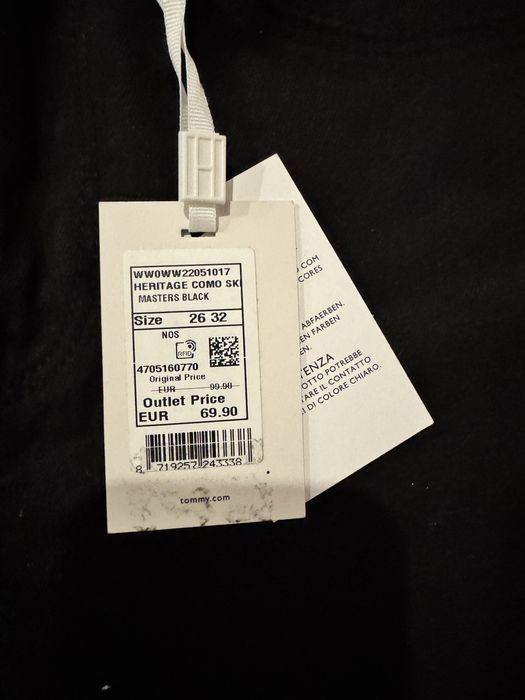 WW0WW22051017
HERITAGE COMO SKI
MASTERS BLACK
Size 26 32
NOS
RFID
4705160770
Original Price
EUR 99.90
Outlet Price
EUR 69.90
8 719257 243338
tommy.com
COM
CORES
ABFAERBEN.
EN FARBEN
EN.
TENZA
OTTO POTREBBE
ARE IL CONTATTO
I DI COLORE CHIARO.